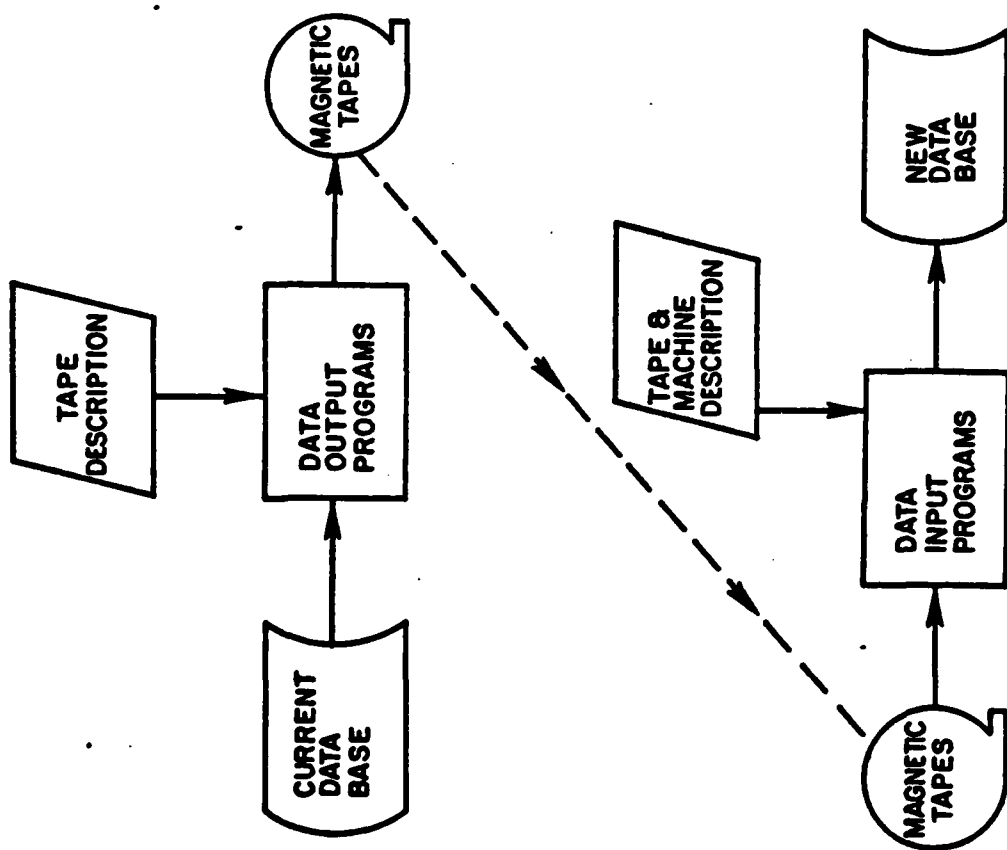 TAPE
DESCRIPTION
CURRENT
DATA
BASE
DATA
OUTPUT
PROGRAMS
MAGNETIC
TAPES
TAPE &
MACHINE
DESCRIPTION
MAGNETIC
TAPES
DATA
INPUT
PROGRAMS
NEW
DATA
BASE